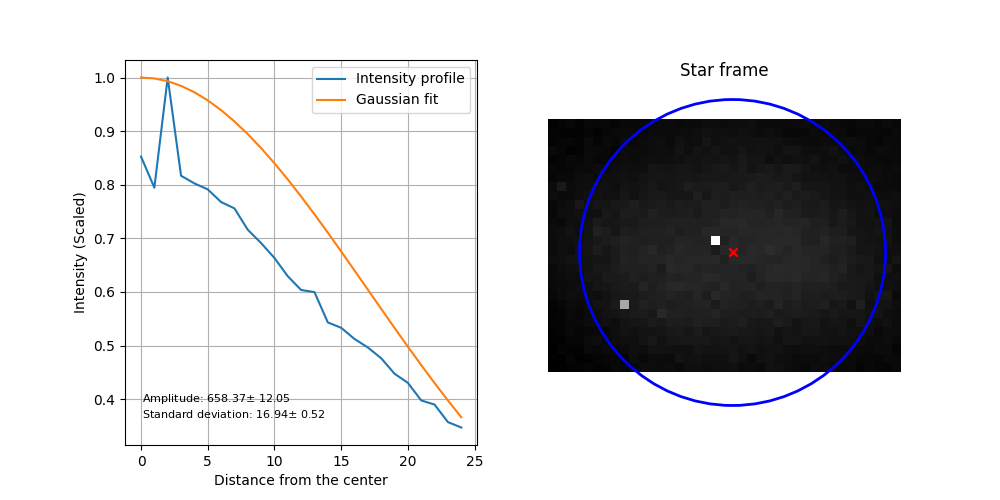 Star frame
Intensity profile
Gaussian fit
1.0
0.9
0.8
0.7
0.6
0.5
0.4
Intensity (Scaled)
Amplitude: 658.37± 12.05
Standard deviation: 16.94± 0.52
0 5 10 15 20 25
Distance from the center